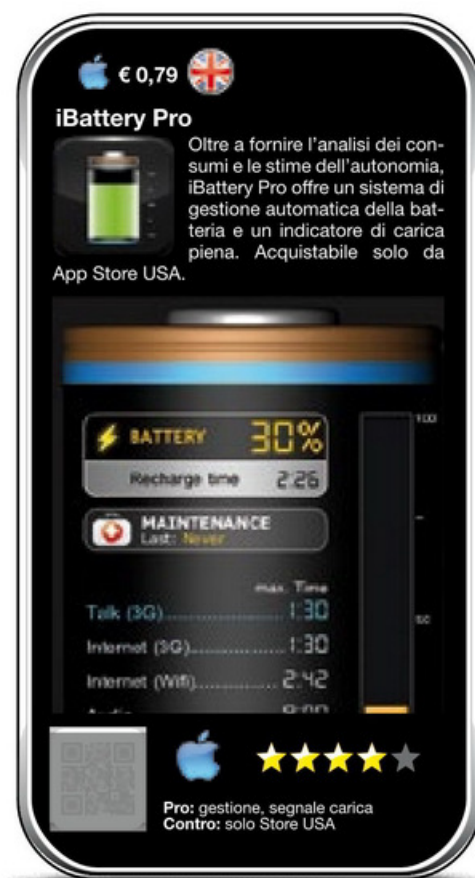 € 0,79
iBattery Pro
Oltre a fornire l'analisi dei con-
sumi e le stime dell'autonomia,
iBattery Pro offre un sistema di
gestione automatica della bat-
teria e un indicatore di carica
piena. Acquistabile solo da
App Store USA.
BATTERY 30%
Recharge time 2:26
MAINTENANCE
Last: Never
100
max. Time
Talk (3G)............... 1:30
Internet (3G)............... 1:30
50
Internet (Wifi)............... 2:42
Audio 8:00
Pro: gestione, segnale carica
Contro: solo Store USA